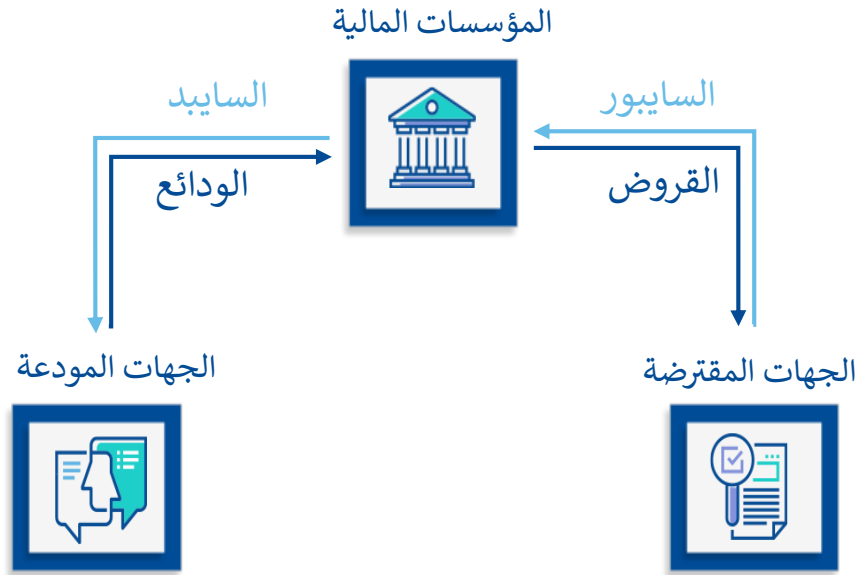 المؤسسات المالية
السايبور
السايبد
القروض
الودائع
الجهات المقترضة
الجهات المودعة